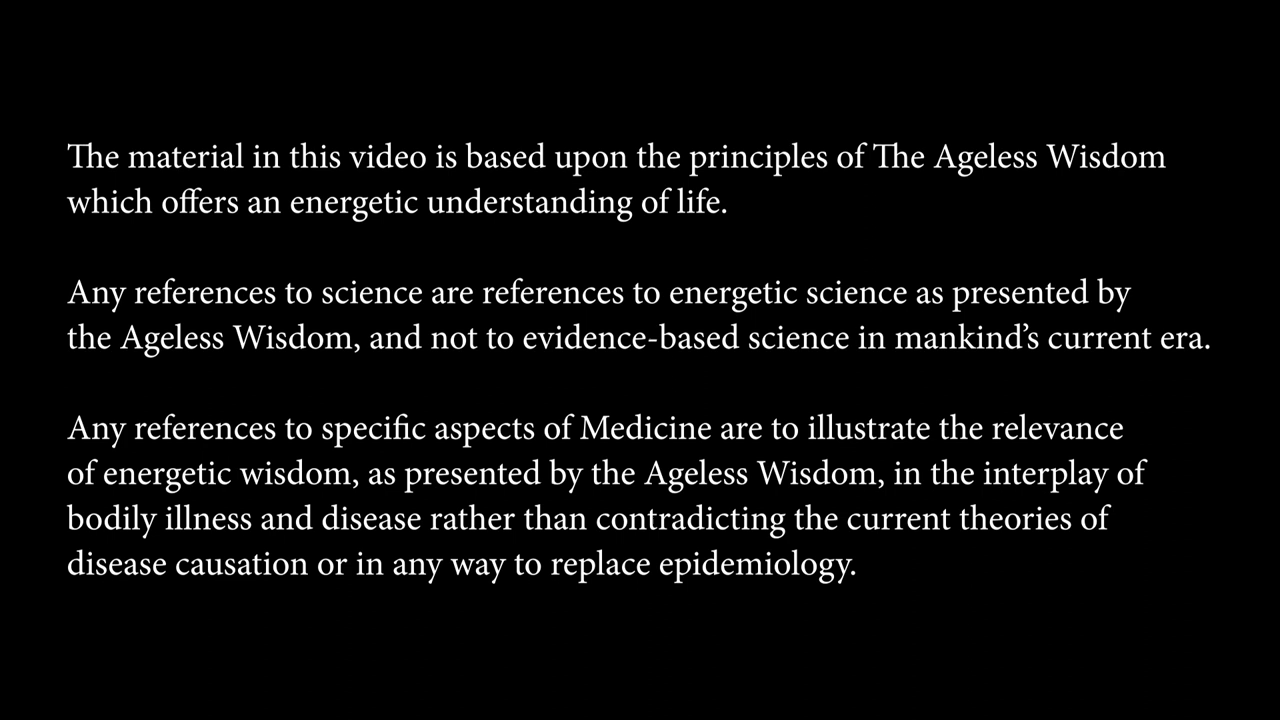 The material in this video is based upon the principles of The Ageless Wisdom
which offers an energetic understanding of life.
Any references to science are references to energetic science as presented by
the Ageless Wisdom, and not to evidence-based science in mankind’s current era.
Any references to specific aspects of Medicine are to illustrate the relevance
of energetic wisdom, as presented by the Ageless Wisdom, in the interplay of
bodily illness and disease rather than contradicting the current theories of
disease causation or in any way to replace epidemiology.